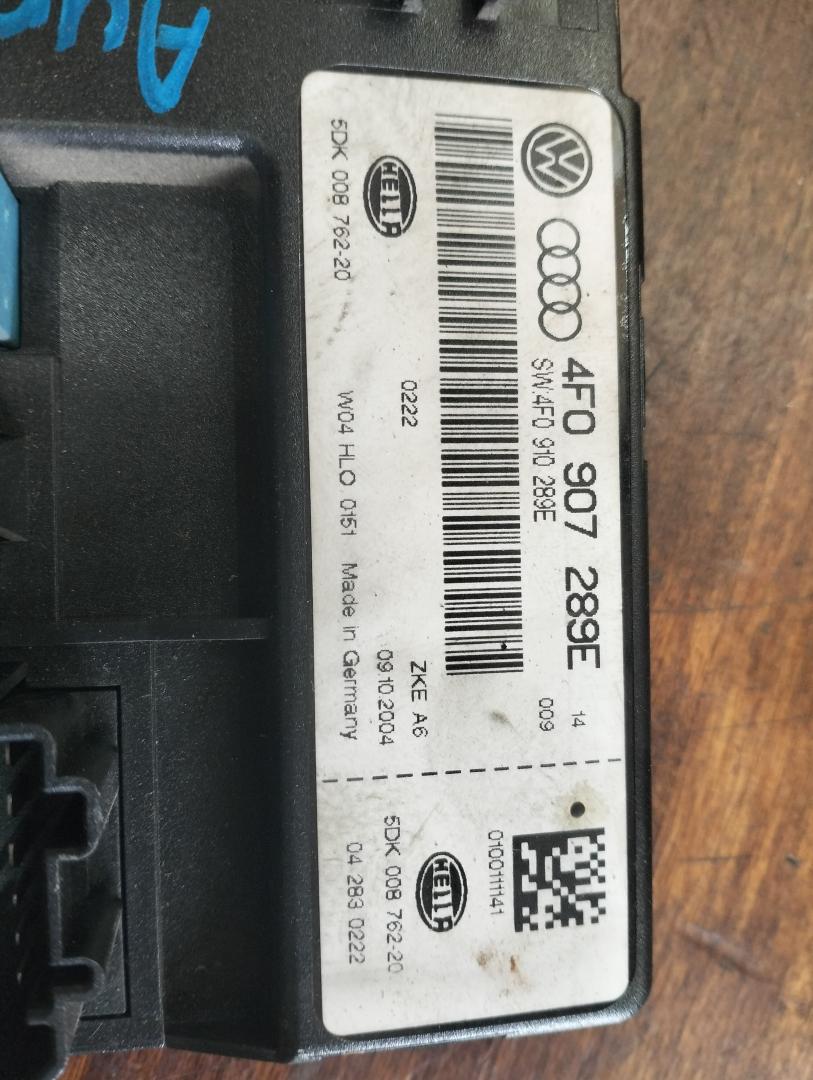 4F0 907 289E 14
SW:4F0 910 289E 009
HELLA
0222
ZKE A6
09.10.2004
5DK 008 762-20
W04 HLO 0151 Made in Germany
0100111141
HELLA
5DK 008 762-20
04 283 0222